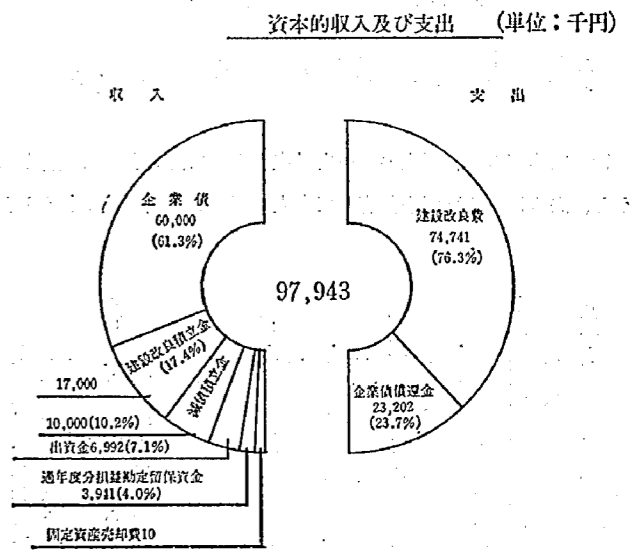 資本的収入及び支出 (単位：千円)
収入
支出
企業債
60,000
(61.3%)
建設改良費
74,741
(76.3%)
97,943
建設改良積立金
(17.4%)
17,000
減債積立金
10,000(10.2%)
企業債償還金
23,202
(23.7%)
出資金6,992(7.1%)
過年度分損益勘定留保資金
3,941(4.0%)
固定資産売却費10